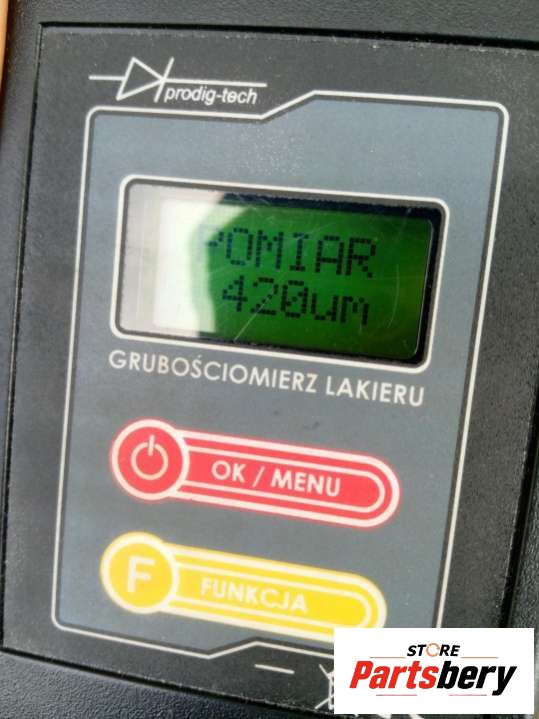 prodig-tech
POMIAR
420um
GRUBOŚCIOMIERZ LAKIERU
OK / MENU
F FUNKCJA
STORE
Partsbery